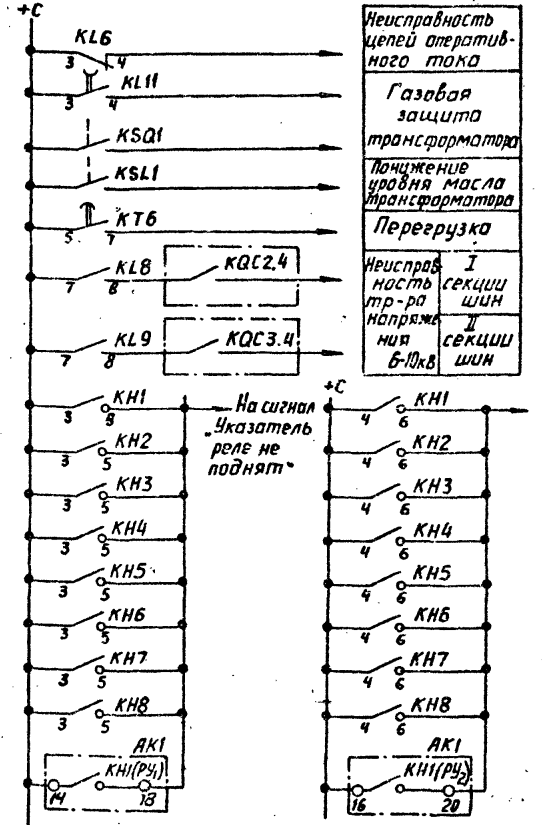 +С
KL6
3 4
Неисправность
цепей оператив-
ного тока
KL11
3 4
Газовая
защита
трансформатора
KSQ1
KSL1
Понижение
уровня масла
трансформатора
KT6
5 7
Перегрузка
KL8
7 8
KQC2.4
Неисправ-
ность
тр-ра
напряже-
ния
6-10кв
I
секции
шин
KL9
7 8
KQC3.4
II
секции
шин
KH1
3 5
На сигнал
„Указатель
реле не
поднят"
KH2
3 5
KH3
3 5
KH4
3 5
KH5
3 5
KH6
3 5
KH7
3 5
KH8
3 5
АК1
KH1(РУ₁)
14 18
+С
KH1
4 6
KH2
4 6
KH3
4 6
KH4
4 6
KH5
4 6
KH6
4 6
KH7
4 6
KH8
4 6
АК1
KH1(РУ₂)
16 20